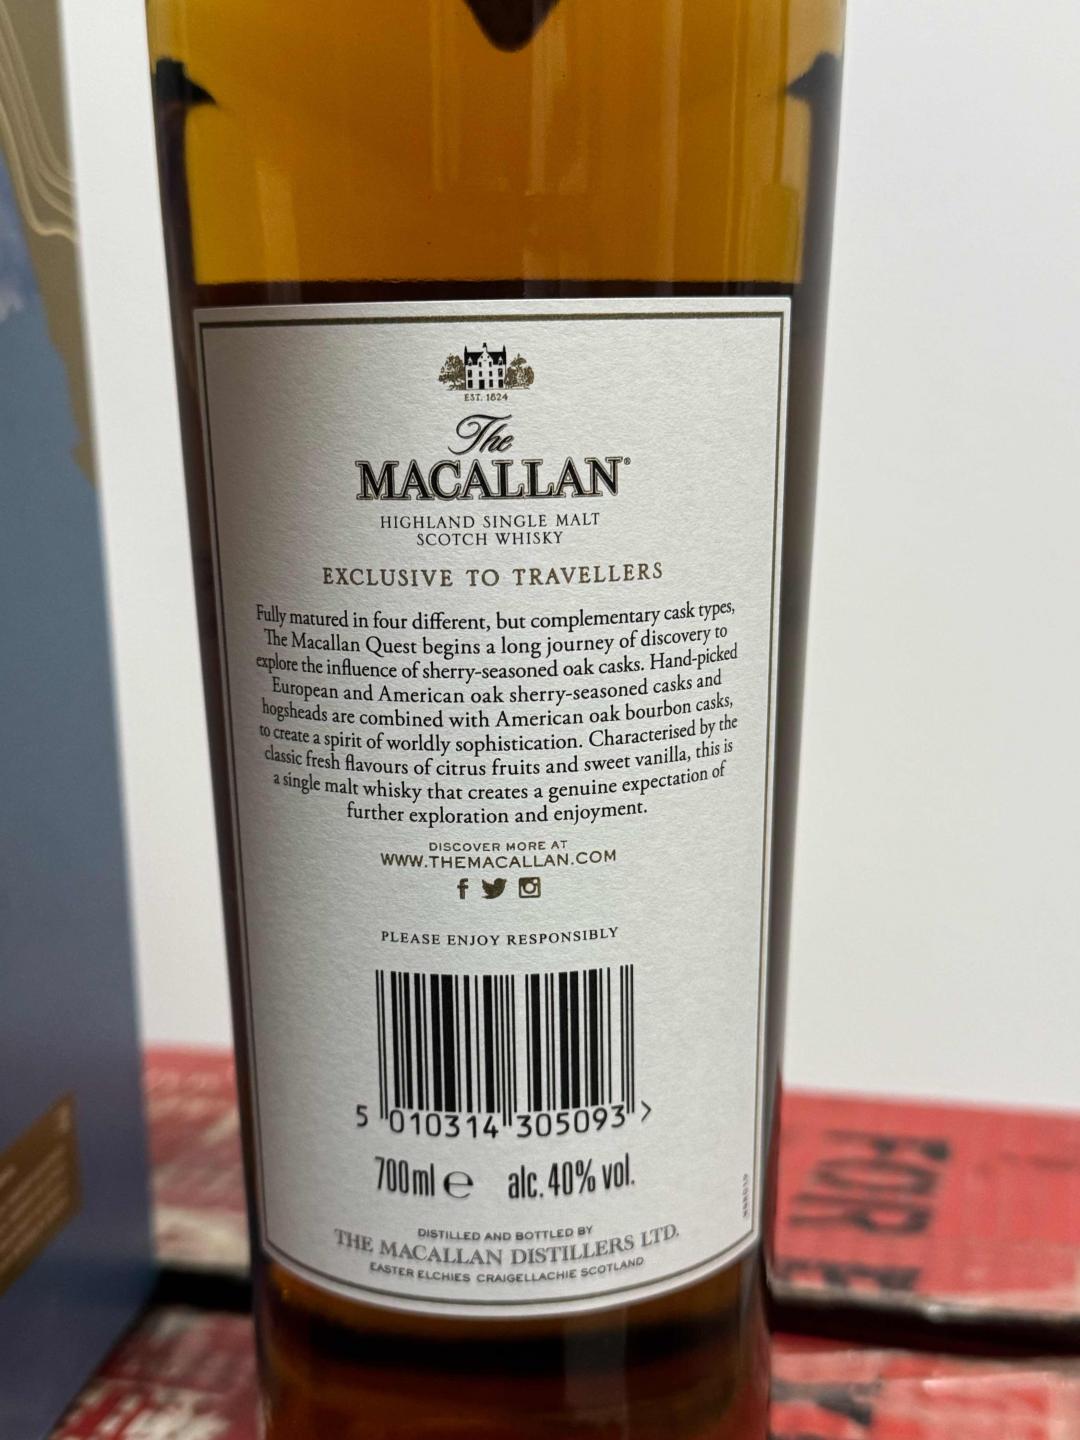 EST. 1824
The
MACALLAN®
HIGHLAND SINGLE MALT
SCOTCH WHISKY
EXCLUSIVE TO TRAVELLERS
Fully matured in four different, but complementary cask types,
The Macallan Quest begins a long journey of discovery to
explore the influence of sherry-seasoned oak casks. Hand-picked
European and American oak sherry-seasoned casks and
hogsheads are combined with American oak bourbon casks,
to create a spirit of worldly sophistication. Characterised by the
classic fresh flavours of citrus fruits and sweet vanilla, this is
a single malt whisky that creates a genuine expectation of
further exploration and enjoyment.
DISCOVER MORE AT
WWW.THEMACALLAN.COM
PLEASE ENJOY RESPONSIBLY
5 010314 305093 >
700ml e alc. 40% vol.
DISTILLED AND BOTTLED BY
THE MACALLAN DISTILLERS LTD.
EASTER ELCHIES CRAIGELLACHIE SCOTLAND
FOR